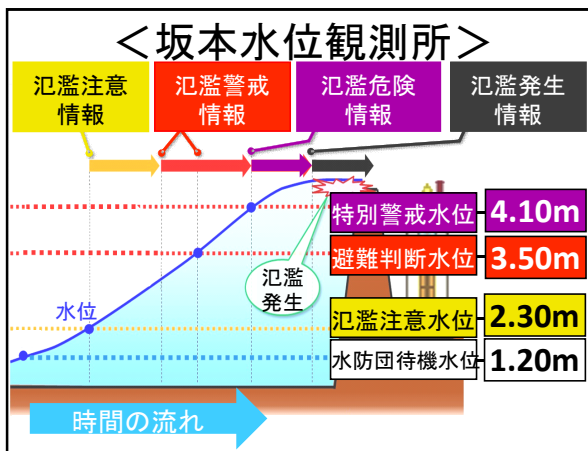 ＜坂本水位観測所＞
氾濫注意
情報
氾濫警戒
情報
氾濫危険
情報
氾濫発生
情報
特別警戒水位
4.10m
避難判断水位
3.50m
氾濫
発生
水位
氾濫注意水位
2.30m
水防団待機水位
1.20m
時間の流れ